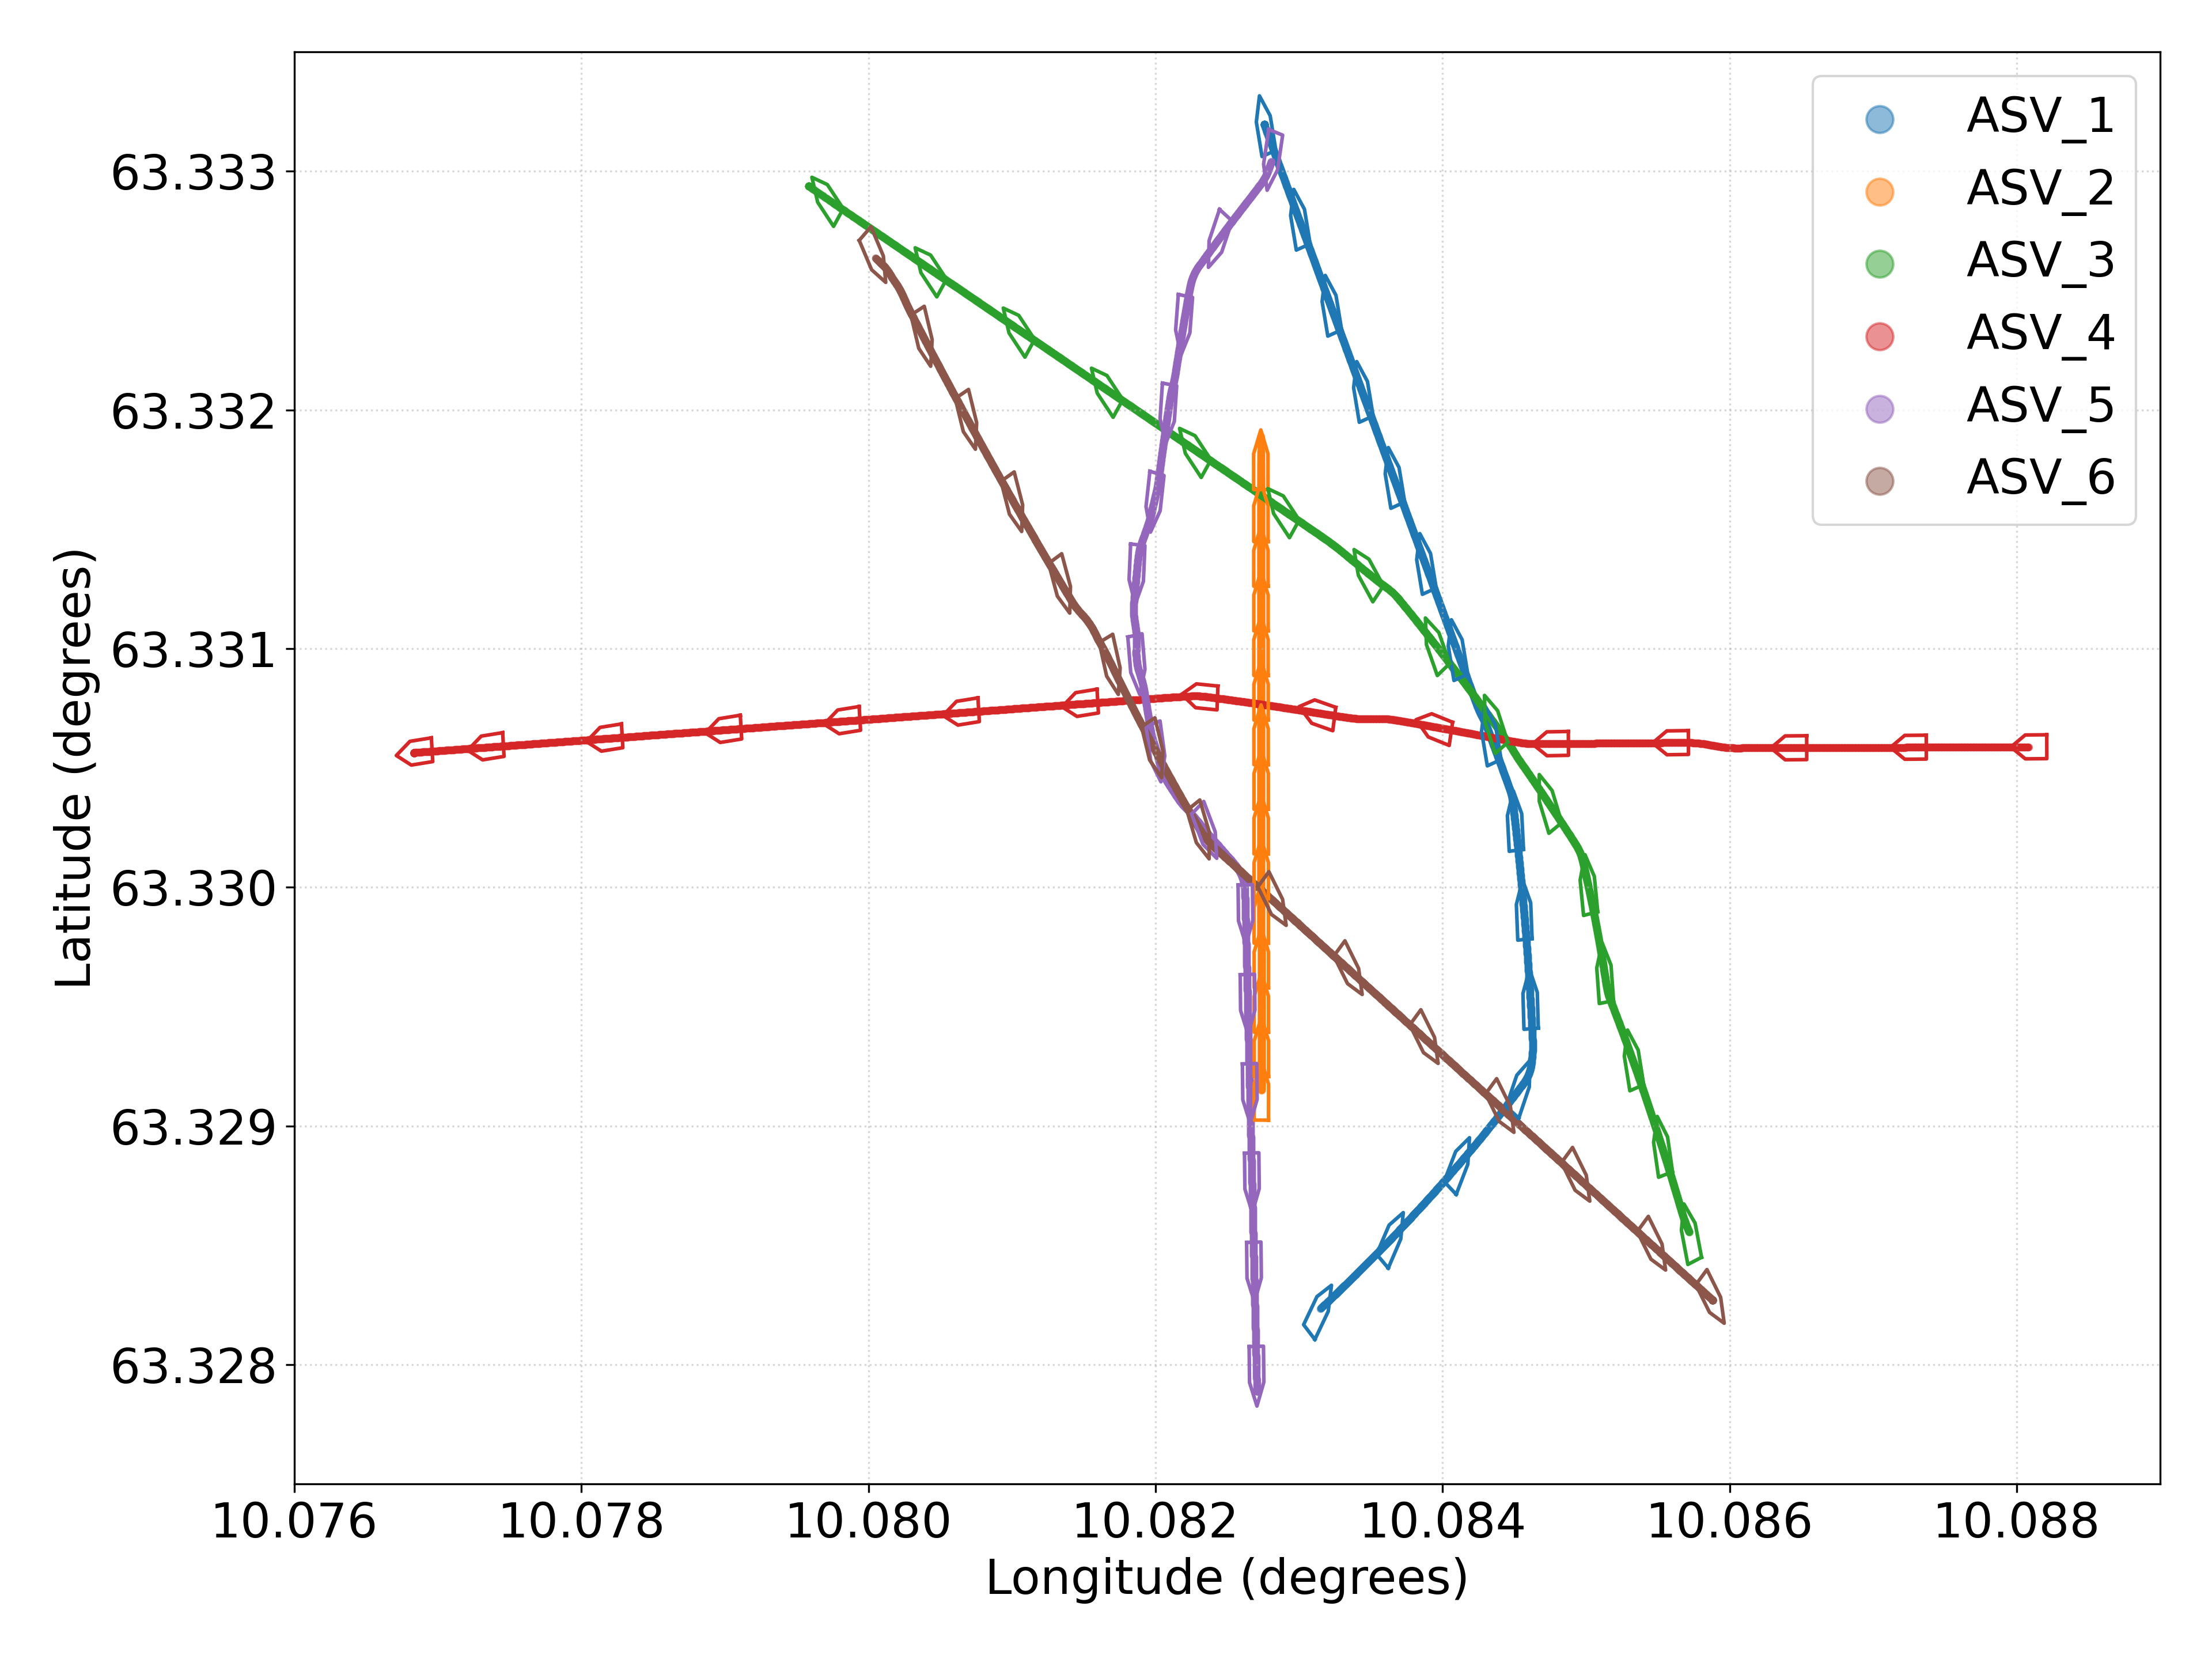 ASV_1
ASV_2
ASV_3
ASV_4
ASV_5
ASV_6
Latitude (degrees)
63.333
63.332
63.331
63.330
63.329
63.328
10.076 10.078 10.080 10.082 10.084 10.086 10.088
Longitude (degrees)